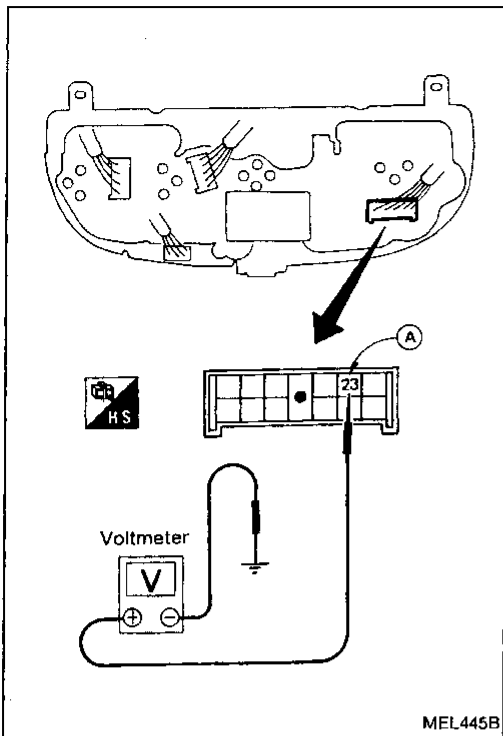 A
23
H S
Voltmeter
V
+ −
MEL445B